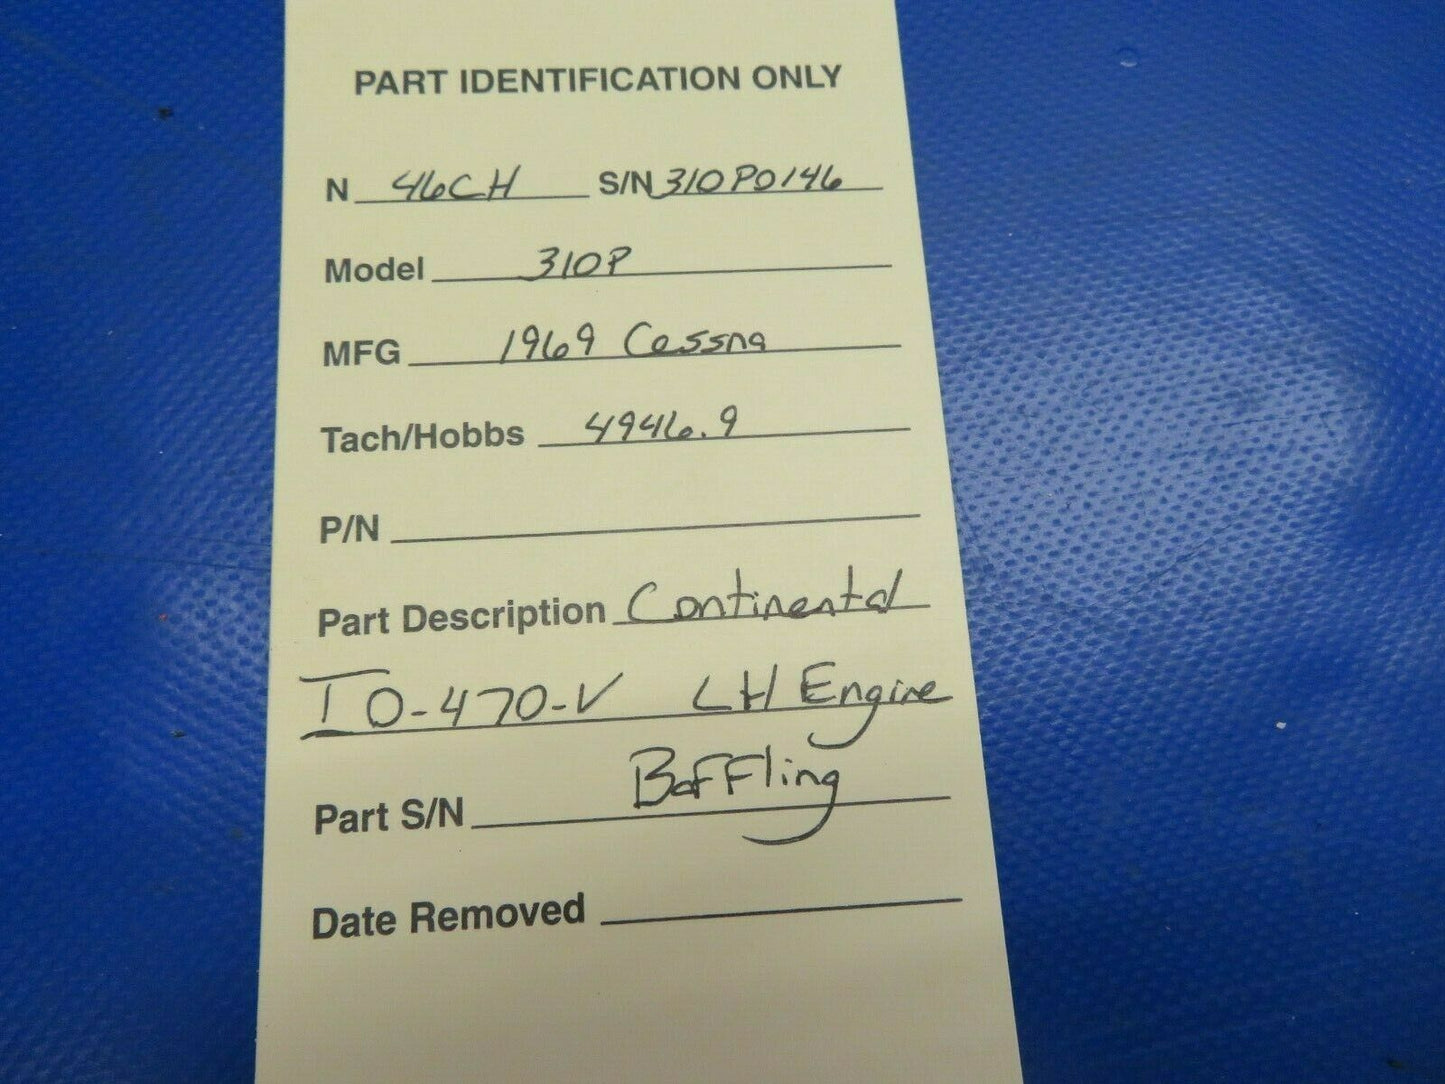 PART IDENTIFICATION ONLY
N 46CH S/N 310P0146
Model 310P
MFG 1969 Cessna
Tach/Hobbs 4946.9
P/N
Part Description Continental
IO-470-V LH Engine
Baffling
Part S/N
Date Removed